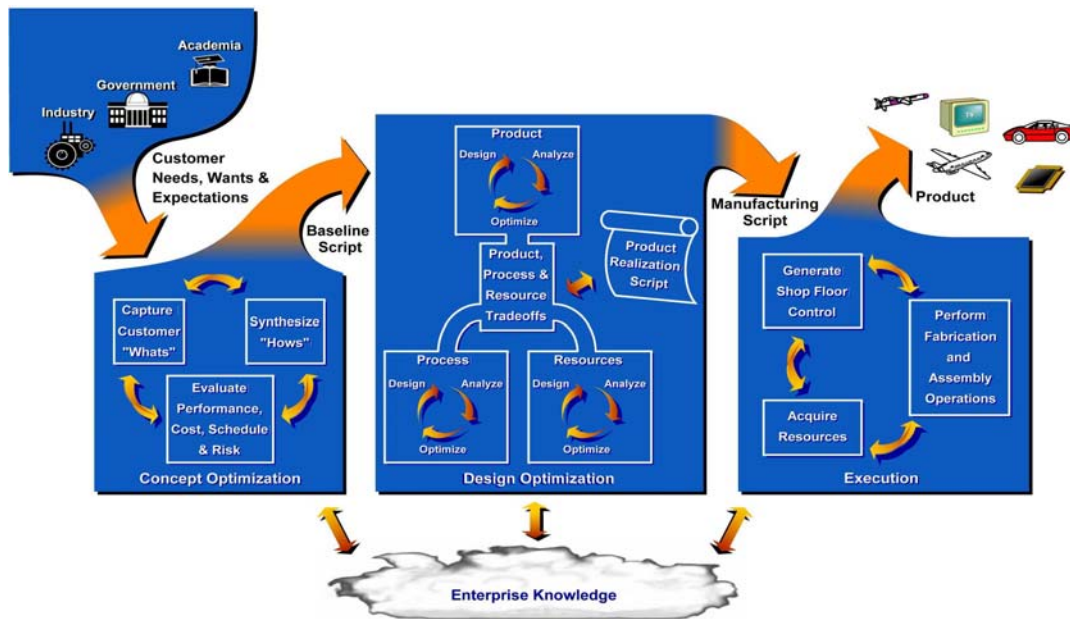 Academia
Government
Industry
Customer
Needs, Wants &
Expectations
Baseline
Script
Capture
Customer
"Whats"
Synthesize
"Hows"
Evaluate
Performance,
Cost, Schedule
& Risk
Concept Optimization
Product
Design
Analyze
Optimize
Product,
Process &
Resource
Tradeoffs
Product
Realization
Script
Process
Design
Analyze
Optimize
Resources
Design
Analyze
Optimize
Design Optimization
Manufacturing
Script
Product
Generate
Shop Floor
Control
Perform
Fabrication
and
Assembly
Operations
Acquire
Resources
Execution
Enterprise Knowledge